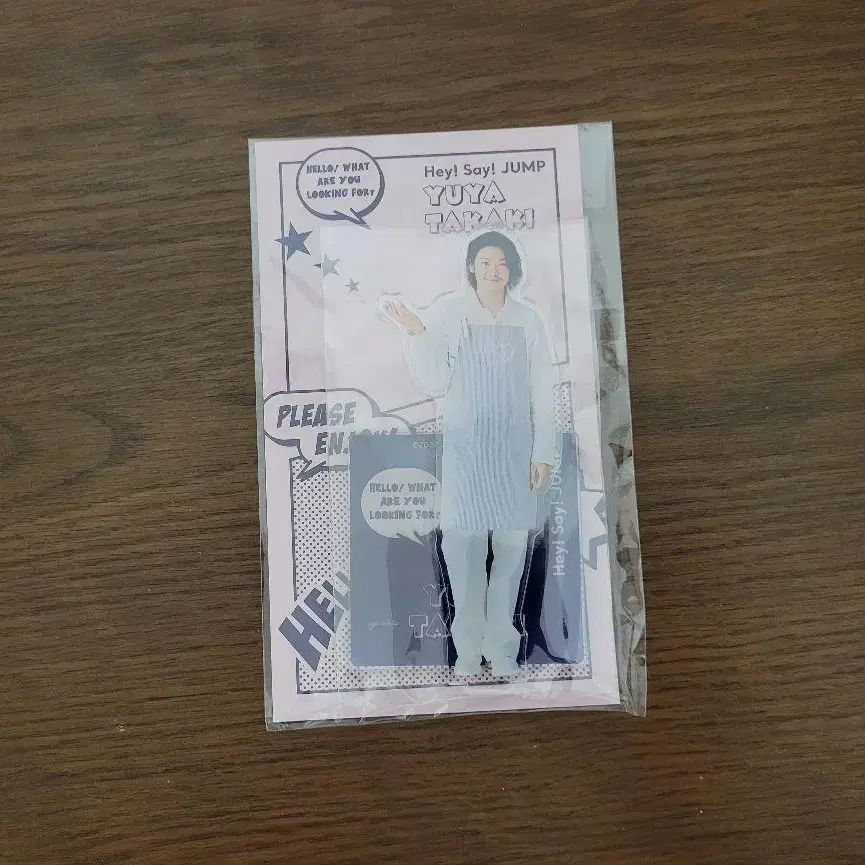 HELLO! WHAT
ARE YOU
LOOKING FOR?
Hey! Say! JUMP
YUYA
TAKAKI
PLEASE
HELLO! WHAT
ARE YOU
LOOKING FOR?
Hey! Say! JUMP